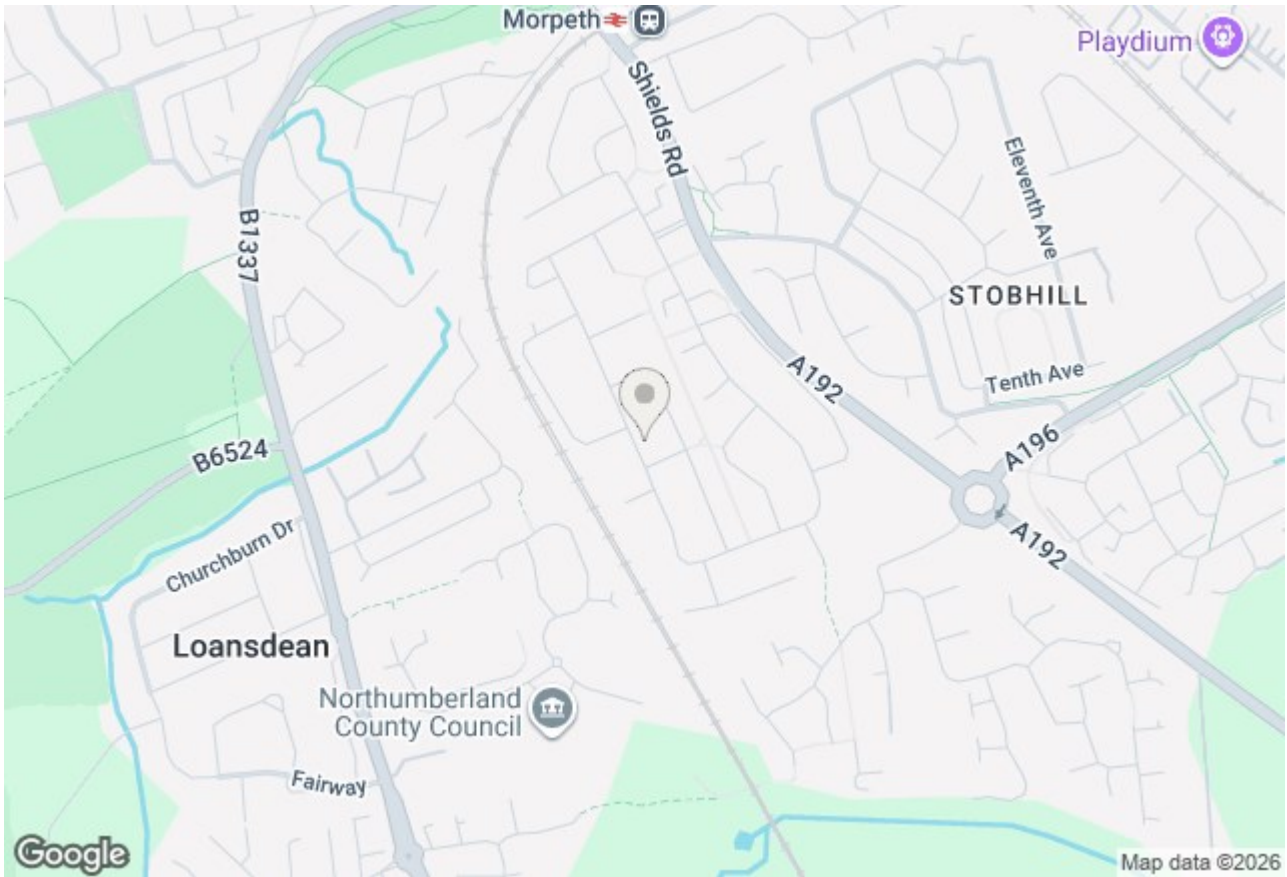 Morpeth
Playdium
Shields Rd
Eleventh Ave
B1337
STOBHILL
A192
Tenth Ave
A196
B6524
A192
Churchburn Dr
Loansdean
Northumberland
County Council
Fairway
Google
Map data ©2026